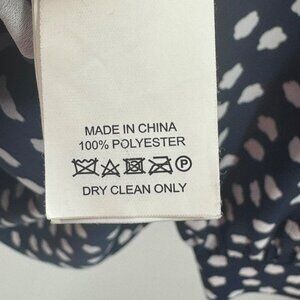 MADE IN CHINA
100% POLYESTER
P
DRY CLEAN ONLY